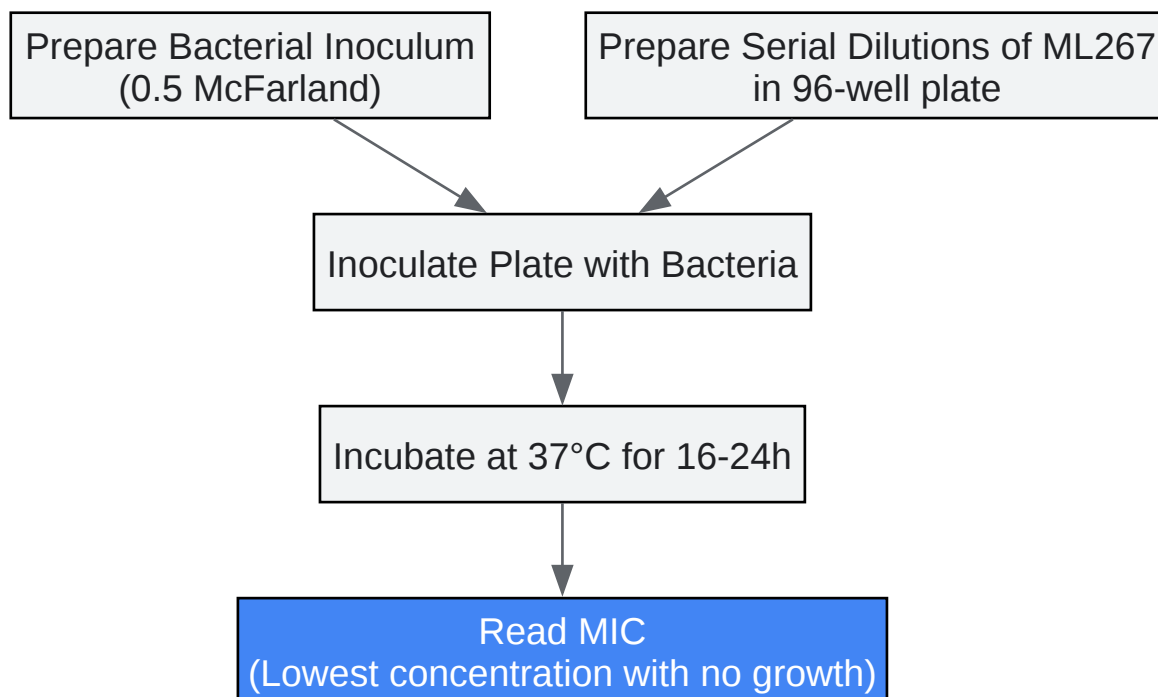 Prepare Bacterial Inoculum
(0.5 McFarland)
Prepare Serial Dilutions of ML267
in 96-well plate
Inoculate Plate with Bacteria
Incubate at 37°C for 16-24h
Read MIC
(Lowest concentration with no growth)